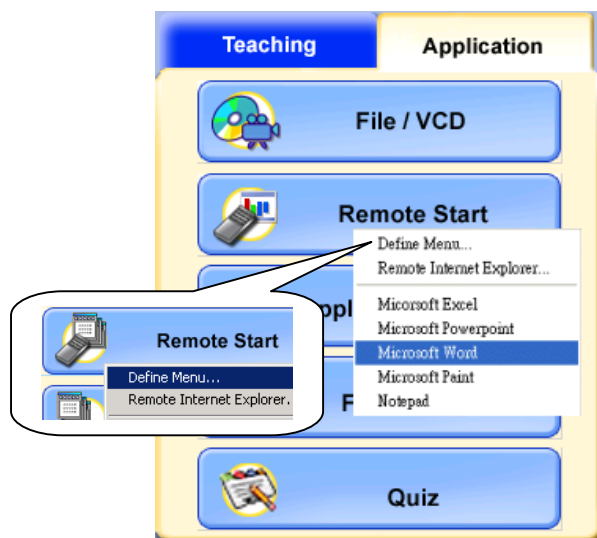 Teaching
Application
File / VCD
Remote Start
Define Menu...
Remote Internet Explorer...
Micorsoft Excel
Microsoft Powerpoint
Microsoft Word
Microsoft Paint
Notepad
Remote Start
Define Menu...
Remote Internet Explorer.
Quiz